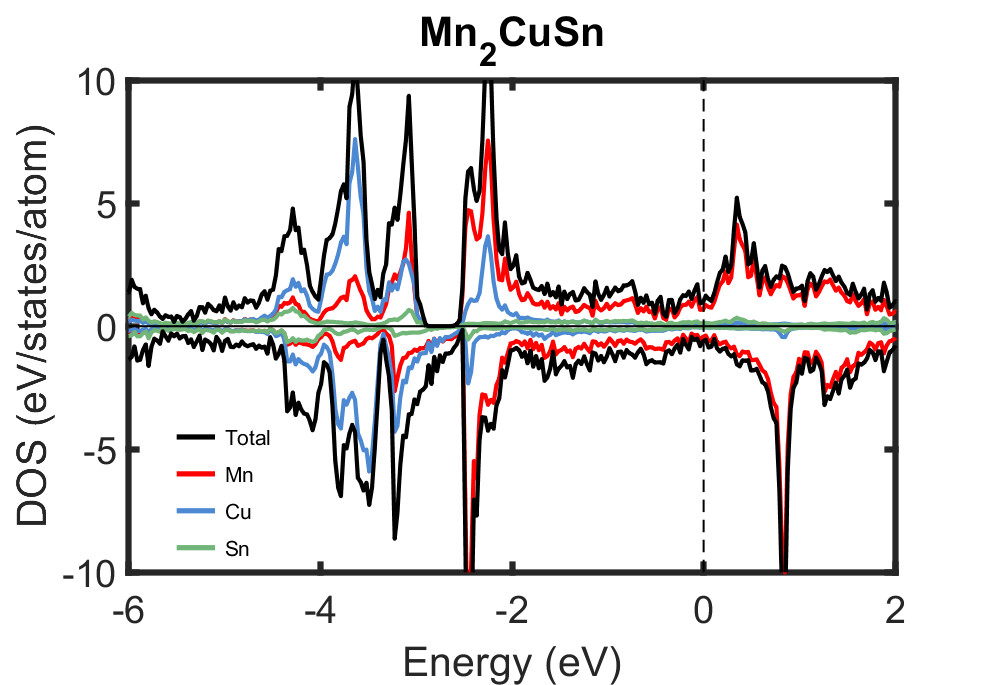 Mn2CuSn
10
5
0
-5
-10
DOS (eV/states/atom)
Total
Mn
Cu
Sn
-6
-4
-2
0
2
Energy (eV)